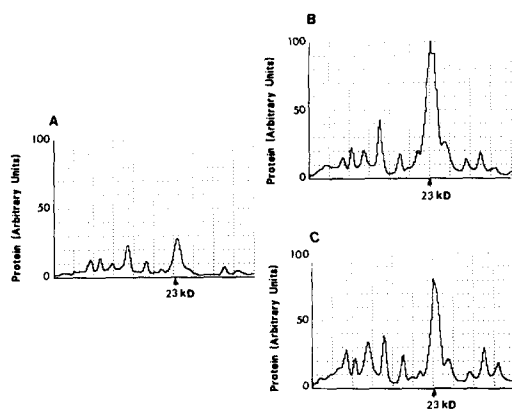 A
Protein (Arbitrary Units)
100
50
0
23 kD
B
Protein (Arbitrary Units)
100
50
0
23 kD
C
Protein (Arbitrary Units)
100
50
0
23 kD